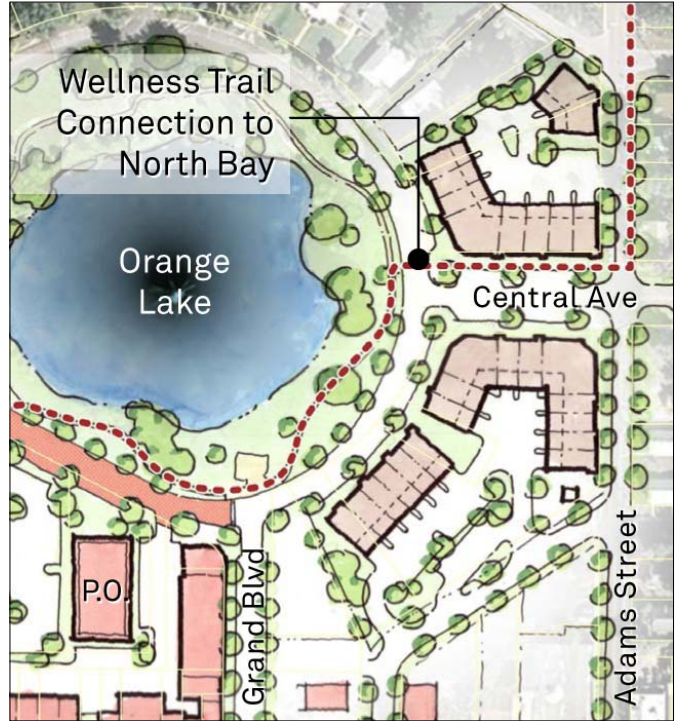 Wellness Trail
Connection to
North Bay
Orange
Lake
Central Ave
P.O.
Grand Blvd
Adams Street